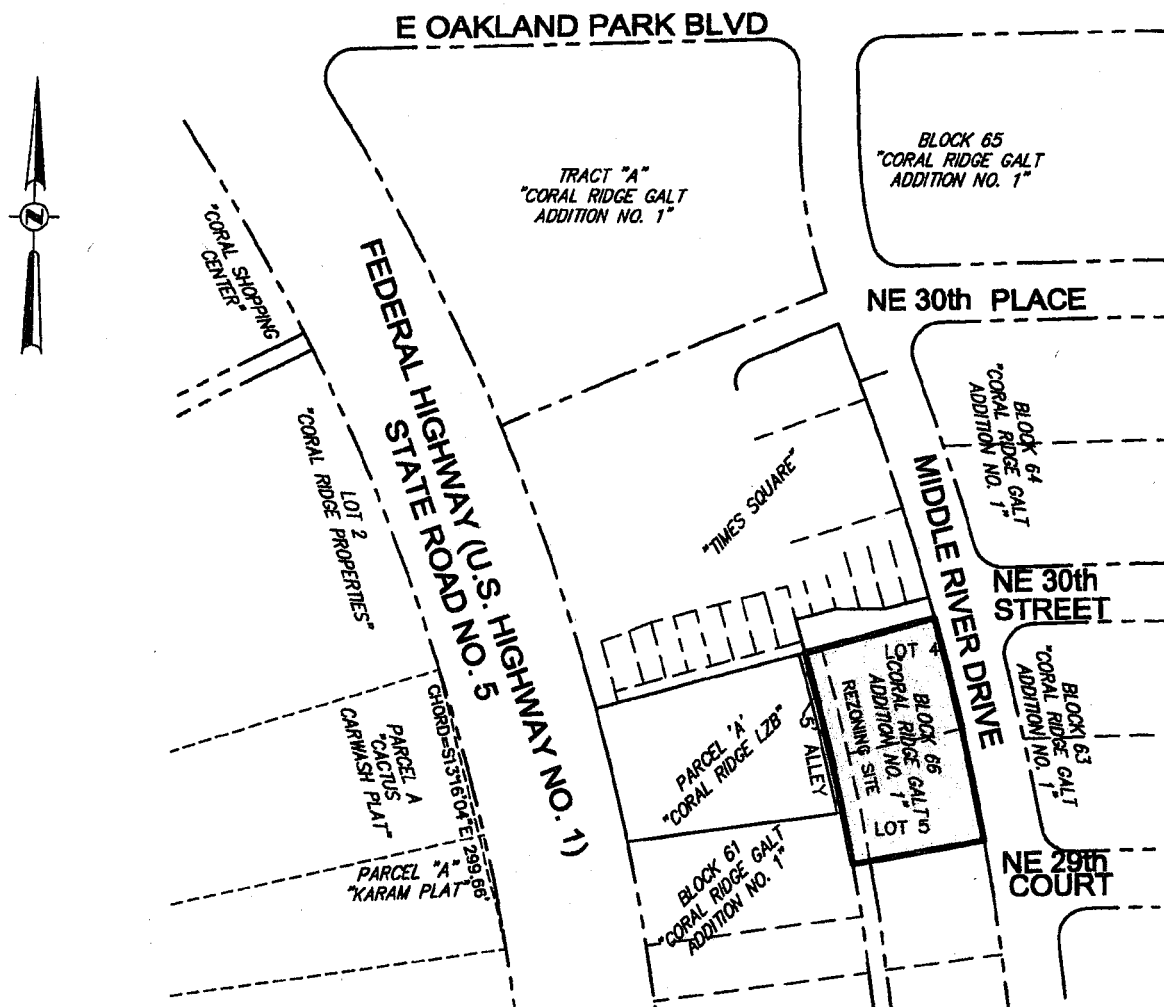 E OAKLAND PARK BLVD
BLOCK 65
"CORAL RIDGE GALT
ADDITION NO. 1"
TRACT "A"
"CORAL RIDGE GALT
ADDITION NO. 1"
N
"CORAL SHOPPING
CENTER"
FEDERAL HIGHWAY (U.S. HIGHWAY NO. 1)
STATE ROAD NO. 5
NE 30th PLACE
BLOCK 64
"CORAL RIDGE GALT
ADDITION NO. 1"
LOT 2
"CORAL RIDGE PROPERTIES"
"TIMES SQUARE"
MIDDLE RIVER DRIVE
NE 30th
STREET
LOT 4
BLOCK 66
"CORAL RIDGE GALT
ADDITION NO. 1"
REZONING SITE
LOT 5
5' ALLEY
BLOCK 63
"CORAL RIDGE GALT
ADDITION NO. 1"
PARCEL 'A'
"CORAL RIDGE LZB"
CHORD=S13°16'04"E 299.66'
PARCEL A
"CACTUS
CARWASH PLAT"
PARCEL "A"
"KARAM PLAT"
BLOCK 61
"CORAL RIDGE GALT
ADDITION NO. 1"
NE 29th
COURT